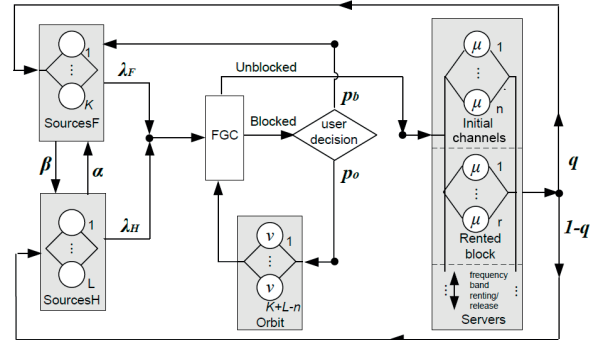 1
⋮
K
SourcesF
λF
β
α
1
⋮
L
SourcesH
λH
Unblocked
FGC
Blocked
pb
user
decision
po
ν
1
⋮
ν
K+L-n
Orbit
μ
1
⋮
⋮
μ
n
Initial
channels
μ
1
⋮
⋮
μ
r
Rented
block
⋮
frequency
band
renting/
release
⋮
Servers
q
1-q